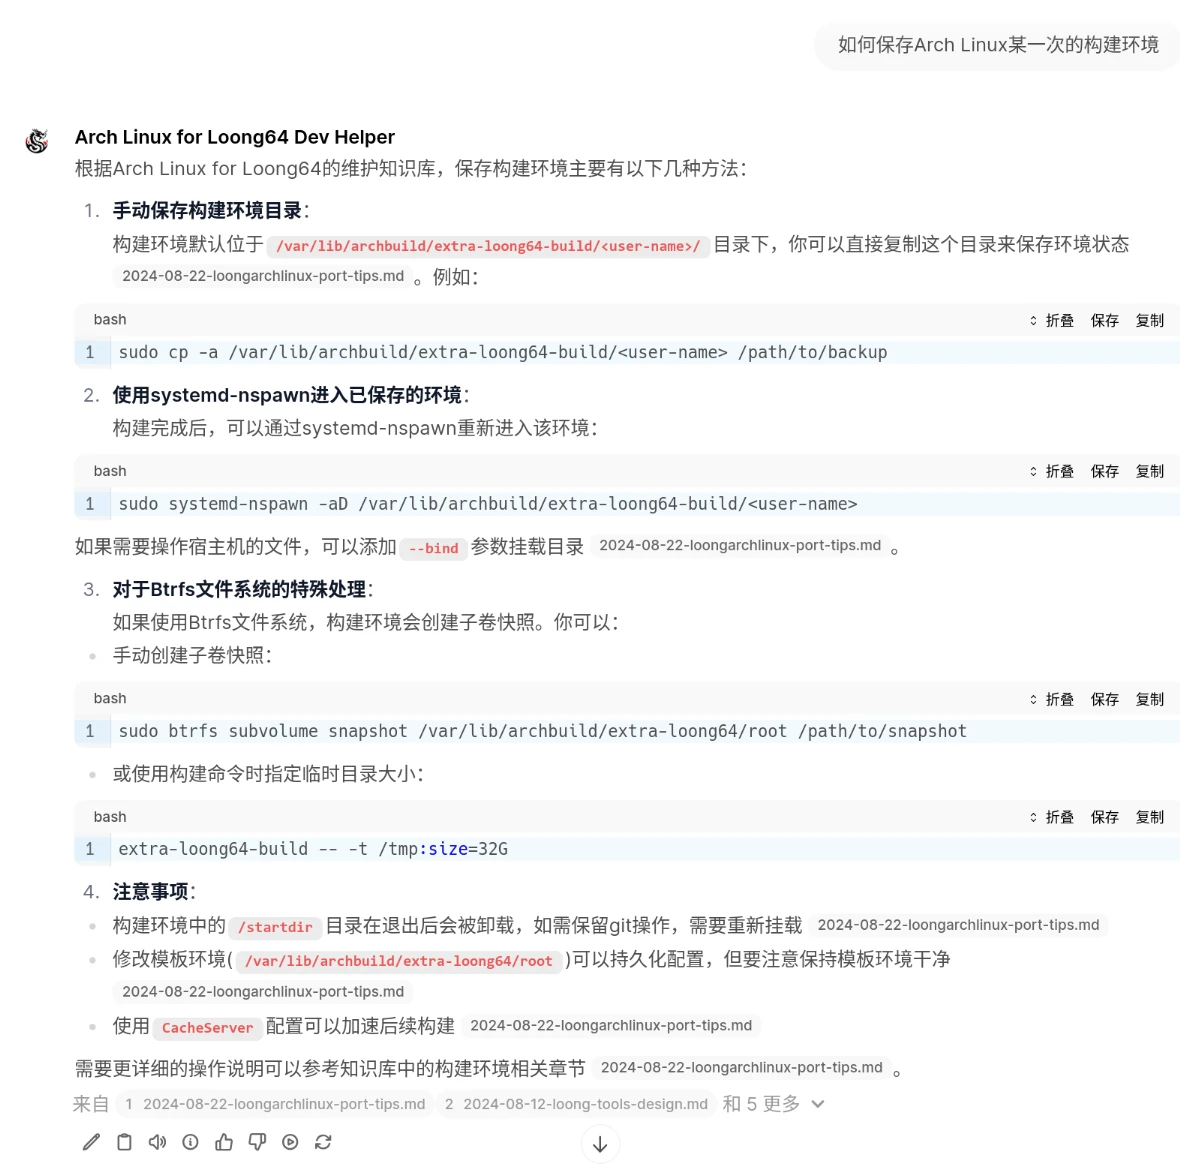 如何保存Arch Linux某一次的构建环境
Arch Linux for Loong64 Dev Helper
根据Arch Linux for Loong64的维护知识库，保存构建环境主要有以下几种方法：
1. 手动保存构建环境目录：
构建环境默认位于 /var/lib/archbuild/extra-loong64-build/<user-name>/ 目录下，你可以直接复制这个目录来保存环境状态
2024-08-22-loongarchlinux-port-tips.md 。例如：
bash 折叠 保存 复制
1 sudo cp -a /var/lib/archbuild/extra-loong64-build/<user-name> /path/to/backup
2. 使用systemd-nspawn进入已保存的环境：
构建完成后，可以通过systemd-nspawn重新进入该环境：
bash 折叠 保存 复制
1 sudo systemd-nspawn -aD /var/lib/archbuild/extra-loong64-build/<user-name>
如果需要操作宿主机的文件，可以添加 --bind 参数挂载目录 2024-08-22-loongarchlinux-port-tips.md 。
3. 对于Btrfs文件系统的特殊处理：
如果使用Btrfs文件系统，构建环境会创建子卷快照。你可以：
• 手动创建子卷快照：
bash 折叠 保存 复制
1 sudo btrfs subvolume snapshot /var/lib/archbuild/extra-loong64/root /path/to/snapshot
• 或使用构建命令时指定临时目录大小：
bash 折叠 保存 复制
1 extra-loong64-build -- -t /tmp:size=32G
4. 注意事项：
• 构建环境中的 /startdir 目录在退出后会被卸载，如需保留git操作，需要重新挂载 2024-08-22-loongarchlinux-port-tips.md
• 修改模板环境( /var/lib/archbuild/extra-loong64/root )可以持久化配置，但要注意保持模板环境干净
2024-08-22-loongarchlinux-port-tips.md
• 使用 CacheServer 配置可以加速后续构建 2024-08-22-loongarchlinux-port-tips.md
需要更详细的操作说明可以参考知识库中的构建环境相关章节 2024-08-22-loongarchlinux-port-tips.md 。
来自 1 2024-08-22-loongarchlinux-port-tips.md 2 2024-08-12-loong-tools-design.md 和 5 更多